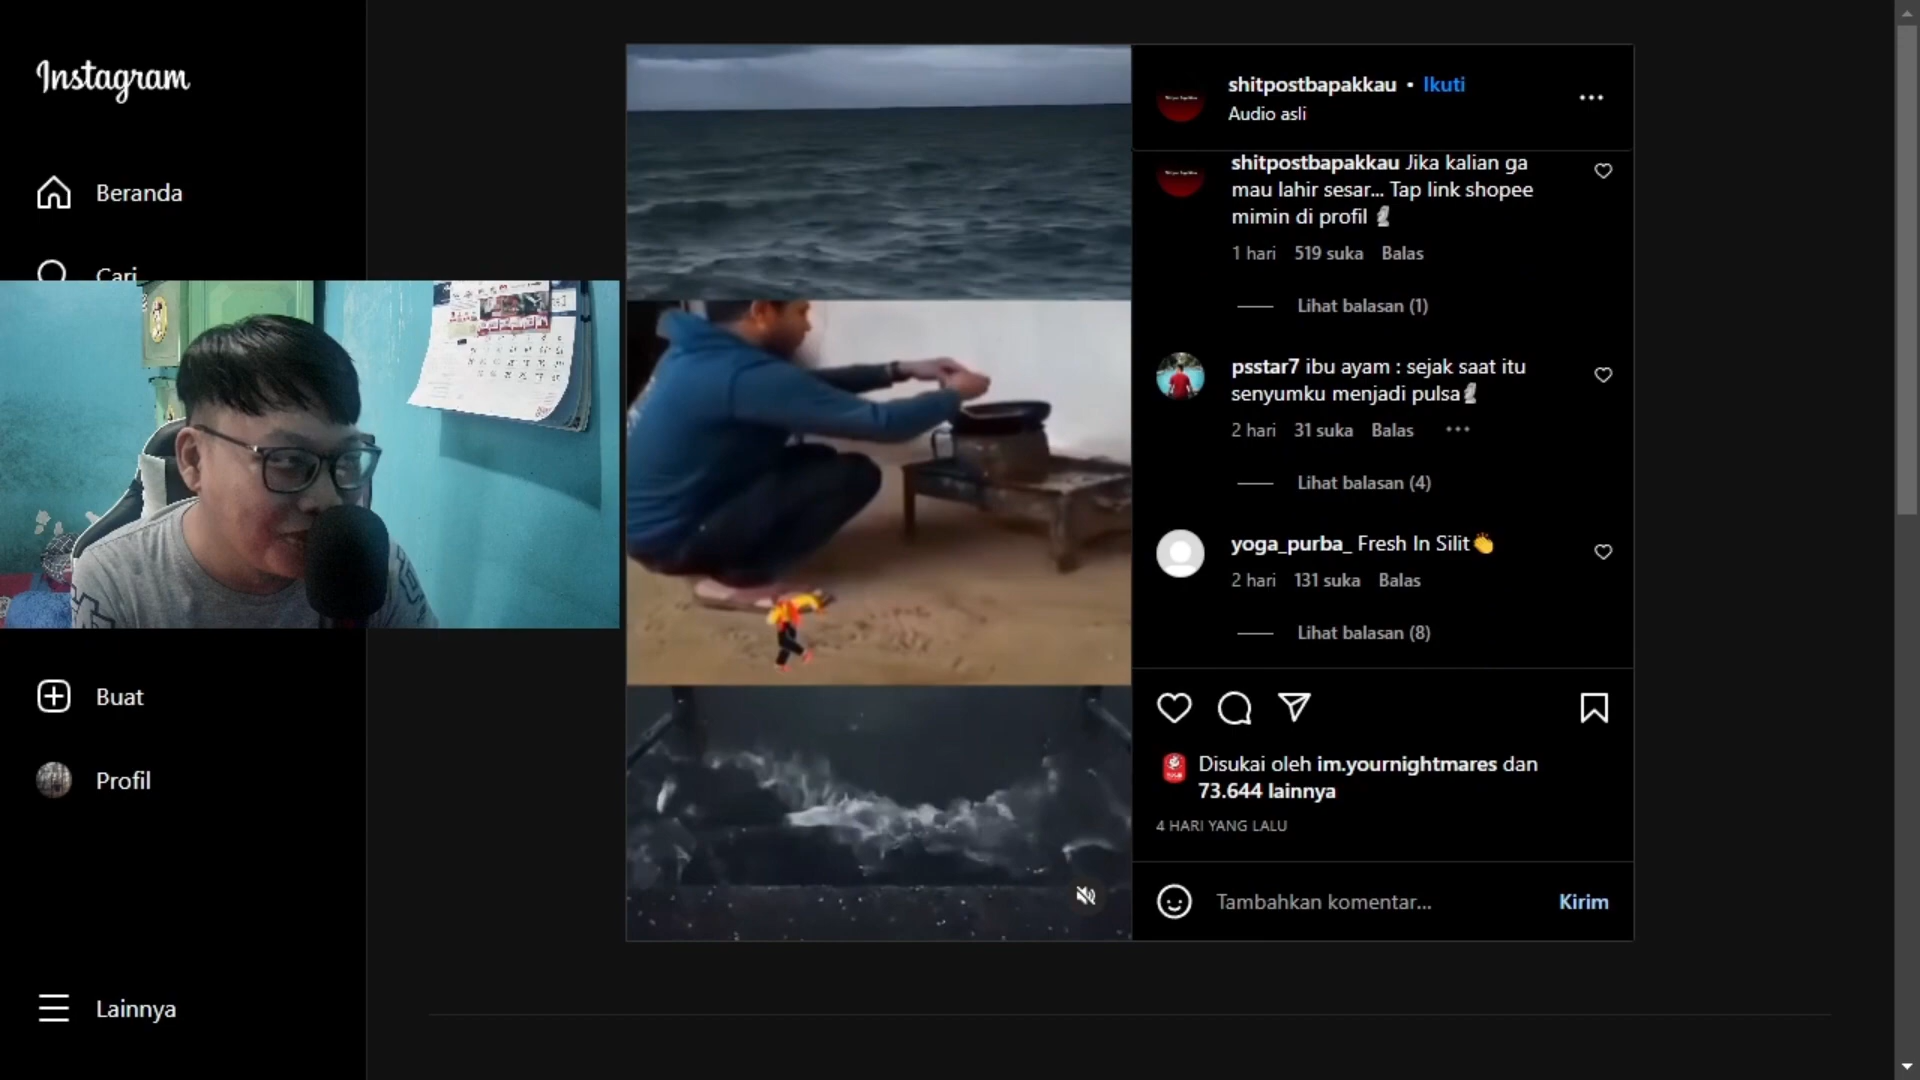 Instagram
Beranda
Cari
Buat
Profil
Lainnya
shitpostbapakkau • Ikuti
Audio asli
shitpostbapakkau Jika kalian ga
mau lahir sesar... Tap link shopee
mimin di profil 🗿
1 hari 519 suka Balas
Lihat balasan (1)
psstar7 ibu ayam : sejak saat itu
senyumku menjadi pulsa🗿
2 hari 31 suka Balas
Lihat balasan (4)
yoga_purba_ Fresh In Silit👏
2 hari 131 suka Balas
Lihat balasan (8)
Disukai oleh im.yournightmares dan
73.644 lainnya
4 HARI YANG LALU
Tambahkan komentar...
Kirim